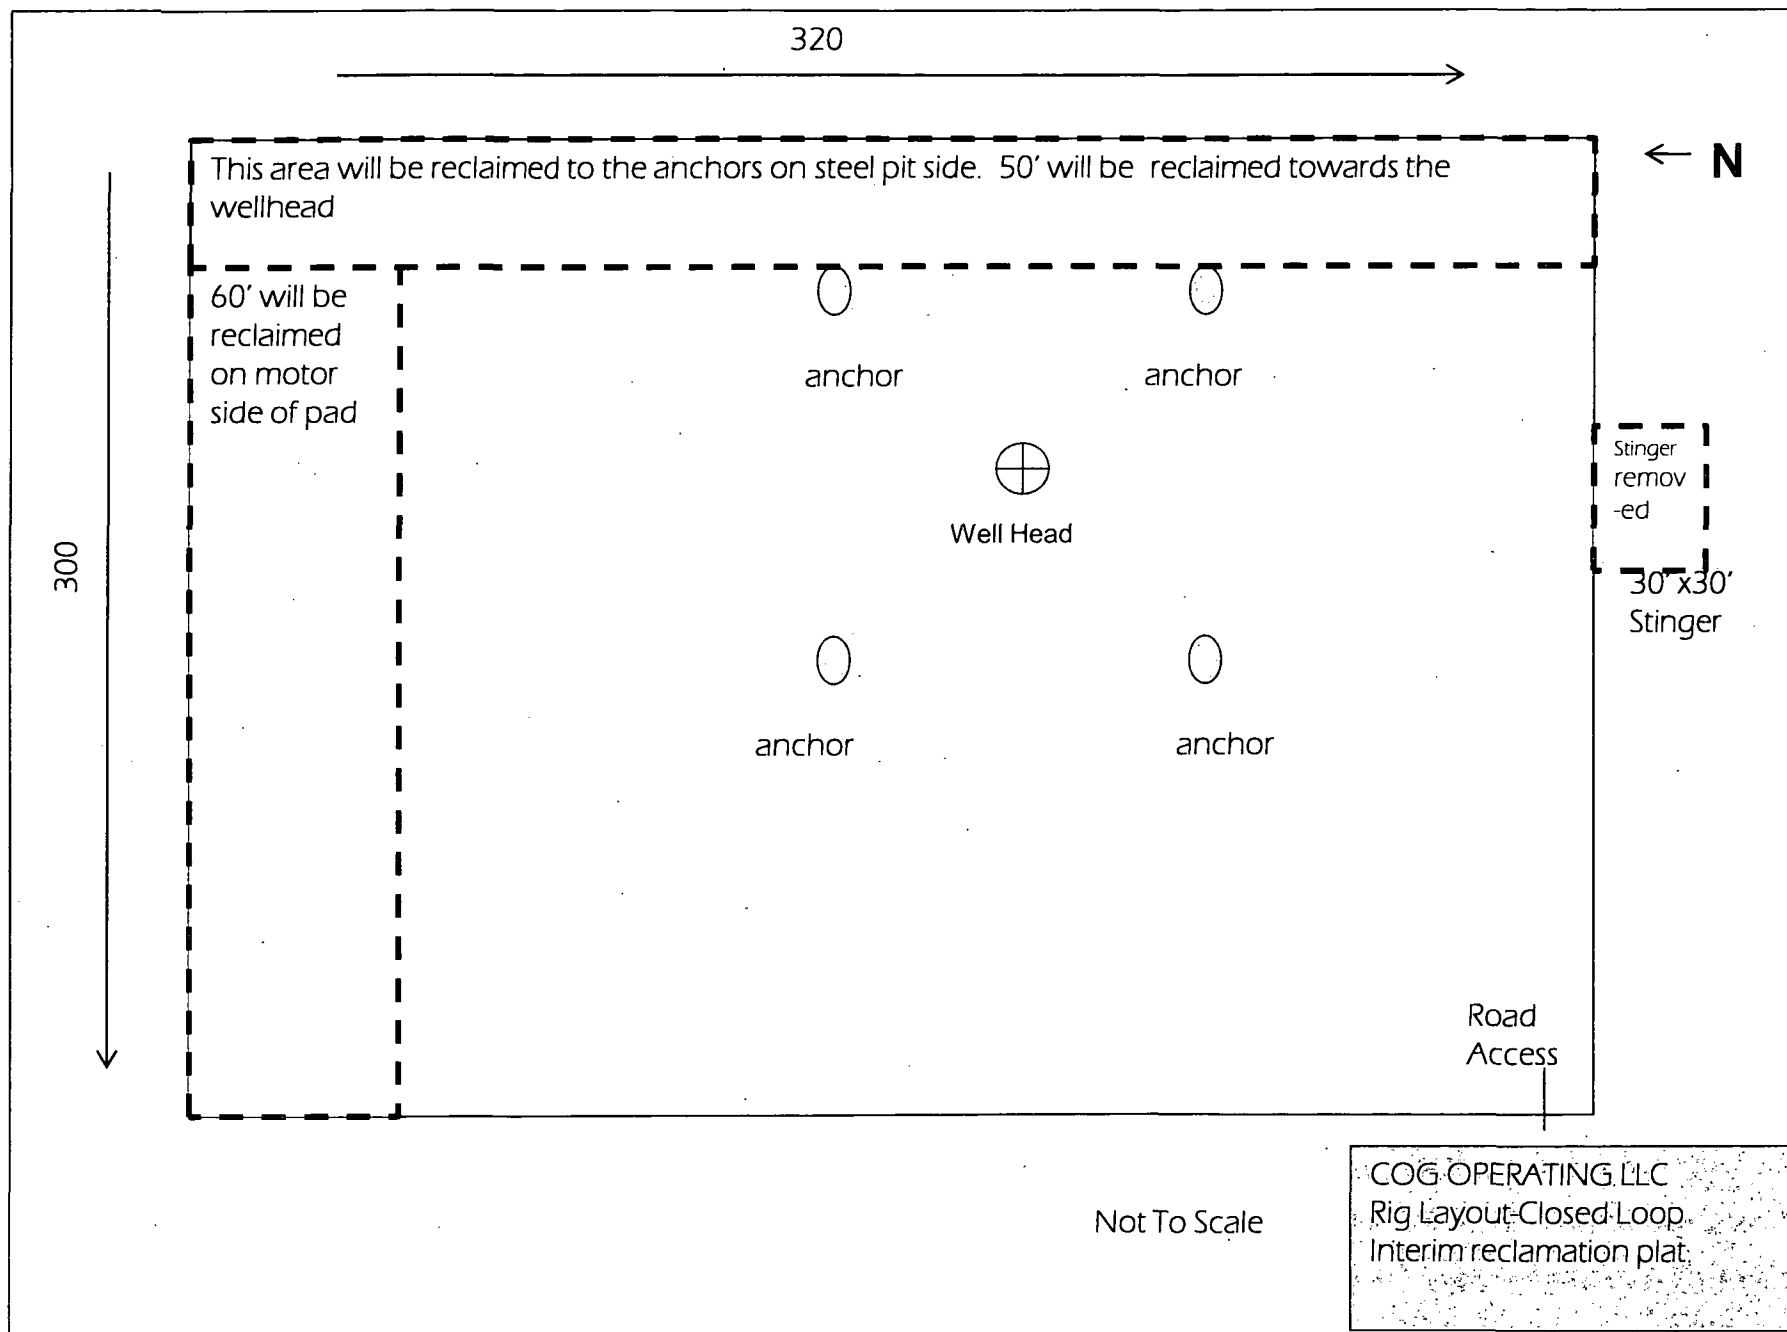 320
This area will be reclaimed to the anchors on steel pit side. 50' will be reclaimed towards the
wellhead
N
60' will be
reclaimed
on motor
side of pad
anchor
anchor
Stinger
remov
-ed
Well Head
300
30'x30'
Stinger
anchor
anchor
Road
Access
Not To Scale
COG OPERATING LLC
Rig Layout-Closed Loop
Interim reclamation plat